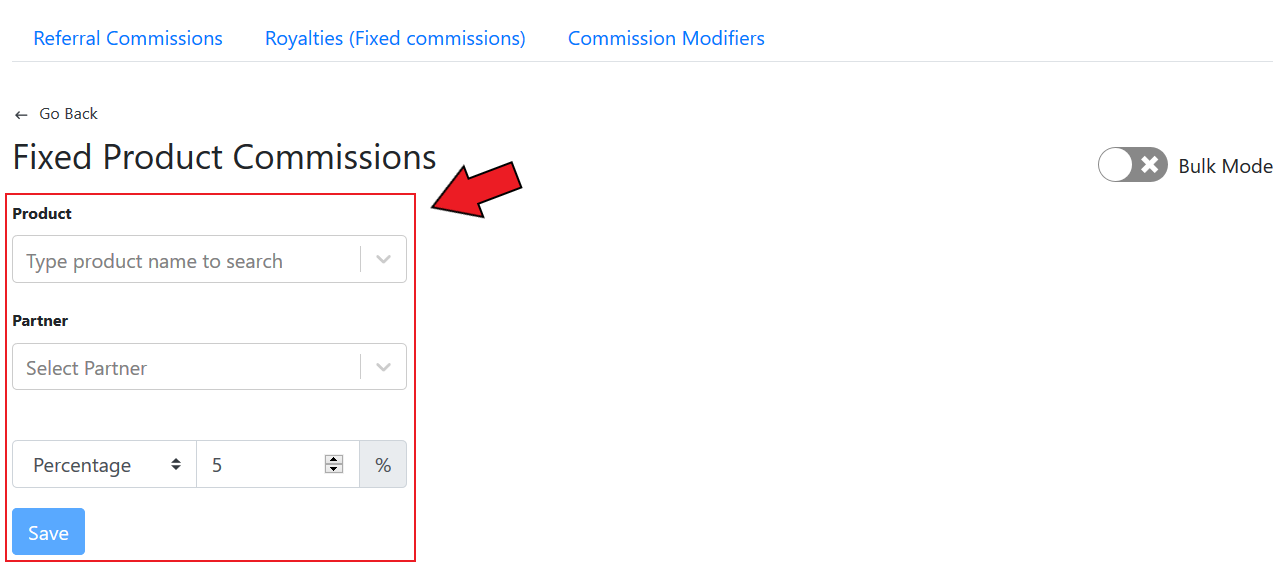 Referral Commissions Royalties (Fixed commissions) Commission Modifiers
← Go Back
Fixed Product Commissions
Bulk Mode
Product
Type product name to search
Partner
Select Partner
Percentage 5 %
Save